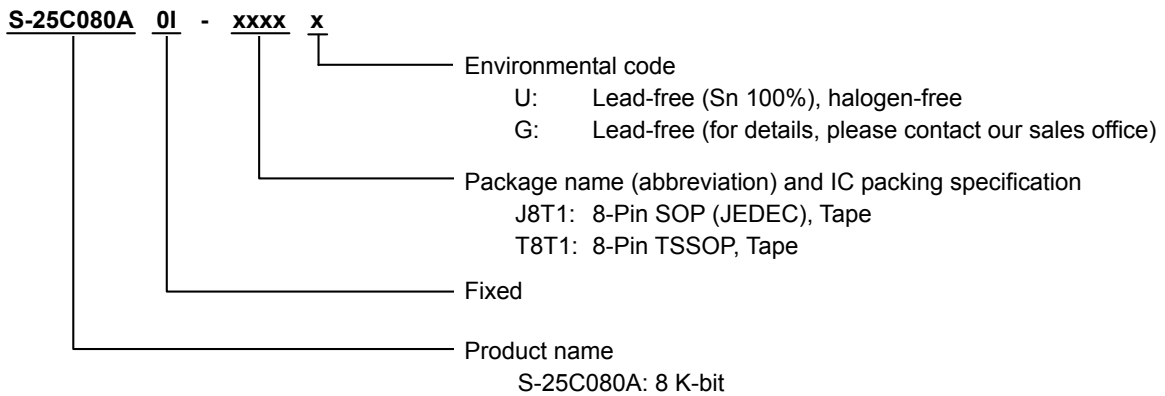 S-25C080A 0I - xxxx x
Environmental code
U: Lead-free (Sn 100%), halogen-free
G: Lead-free (for details, please contact our sales office)
Package name (abbreviation) and IC packing specification
J8T1: 8-Pin SOP (JEDEC), Tape
T8T1: 8-Pin TSSOP, Tape
Fixed
Product name
S-25C080A: 8 K-bit